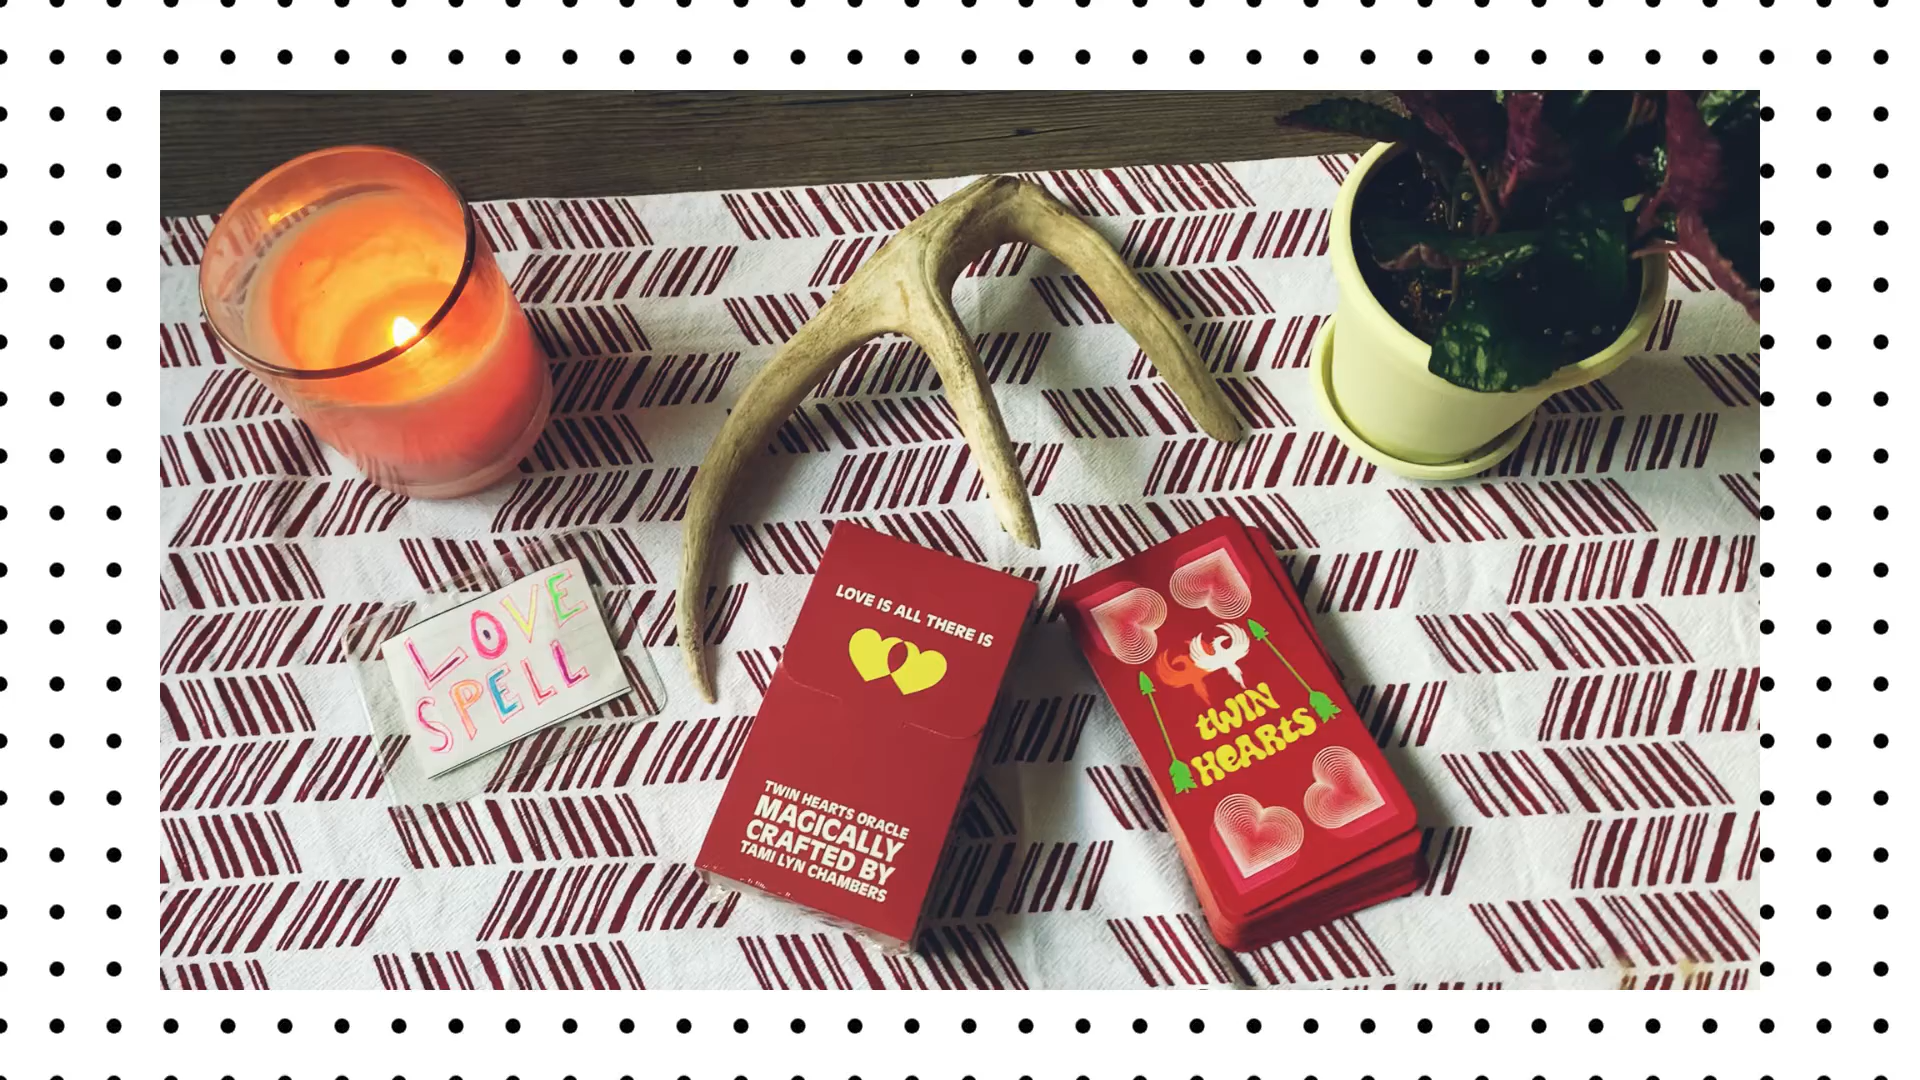 LOVE
SPELL
LOVE IS ALL THERE IS
TWIN HEARTS ORACLE
MAGICALLY
CRAFTED BY
TAMI LYN CHAMBERS
tWIN
HEARtS